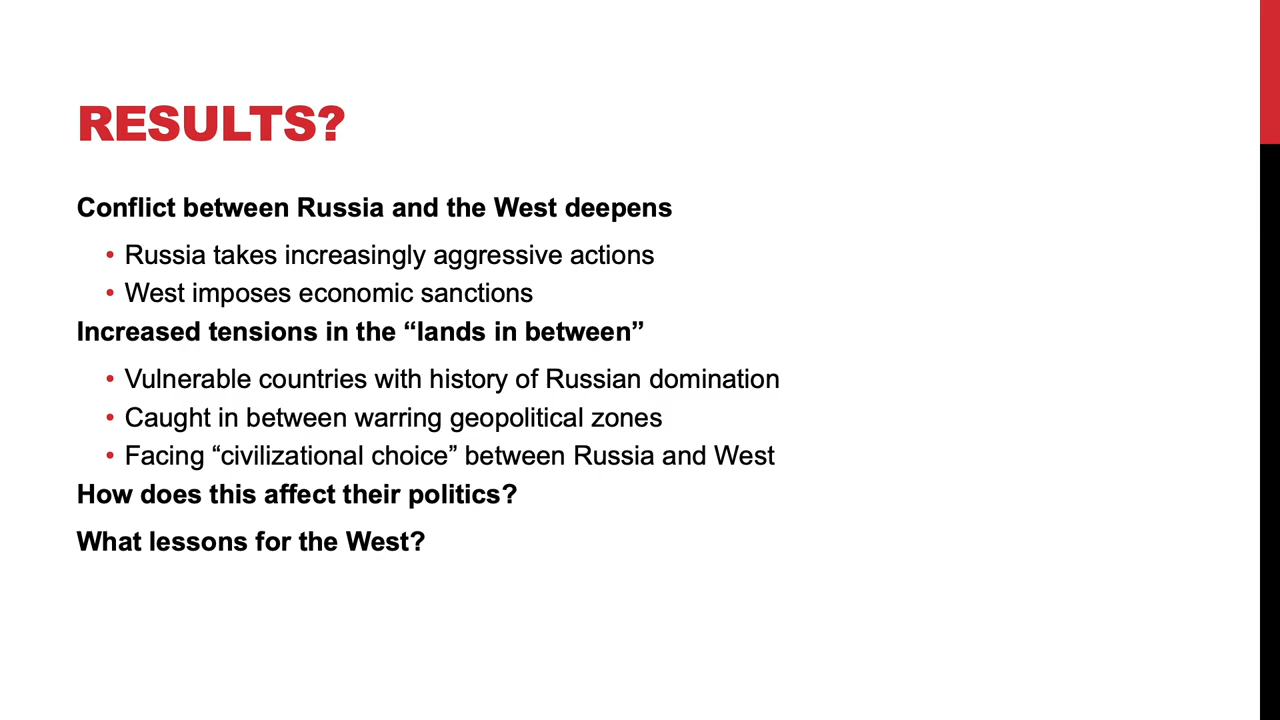 RESULTS?
Conflict between Russia and the West deepens
• Russia takes increasingly aggressive actions
• West imposes economic sanctions
Increased tensions in the “lands in between”
• Vulnerable countries with history of Russian domination
• Caught in between warring geopolitical zones
• Facing “civilizational choice” between Russia and West
How does this affect their politics?
What lessons for the West?